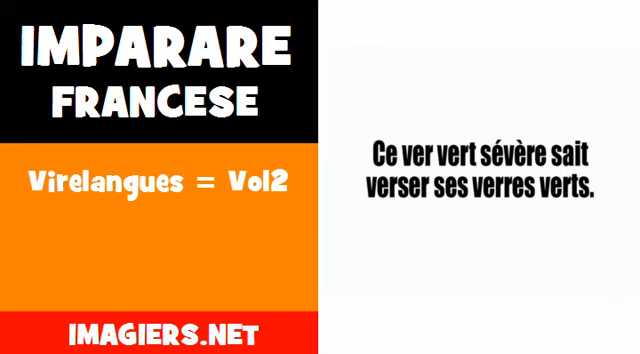 IMPARARE
FRANCESE
Virelangues = Vol2
IMAGIERS.NET
Ce ver vert sévère sait
verser ses verres verts.